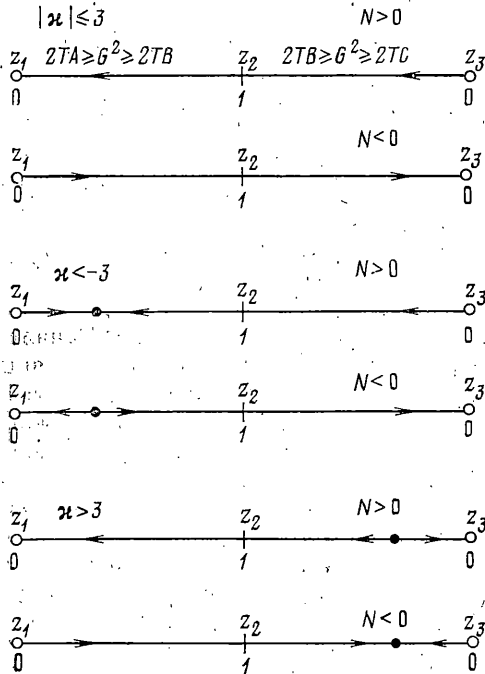 |ϰ|≤3 N>0
z₁ 2TA≥G²≥2TB z₂ 2TB≥G²≥2TC z₃
0 1 0
N<0
z₁ z₂ z₃
0 1 0
ϰ<-3 N>0
z₁ z₂ z₃
0 1 0
N<0
z₁ z₂ z₃
0 1 0
ϰ>3 N>0
z₁ z₂ z₃
0 1 0
N<0
z₁ z₂ z₃
0 1 0